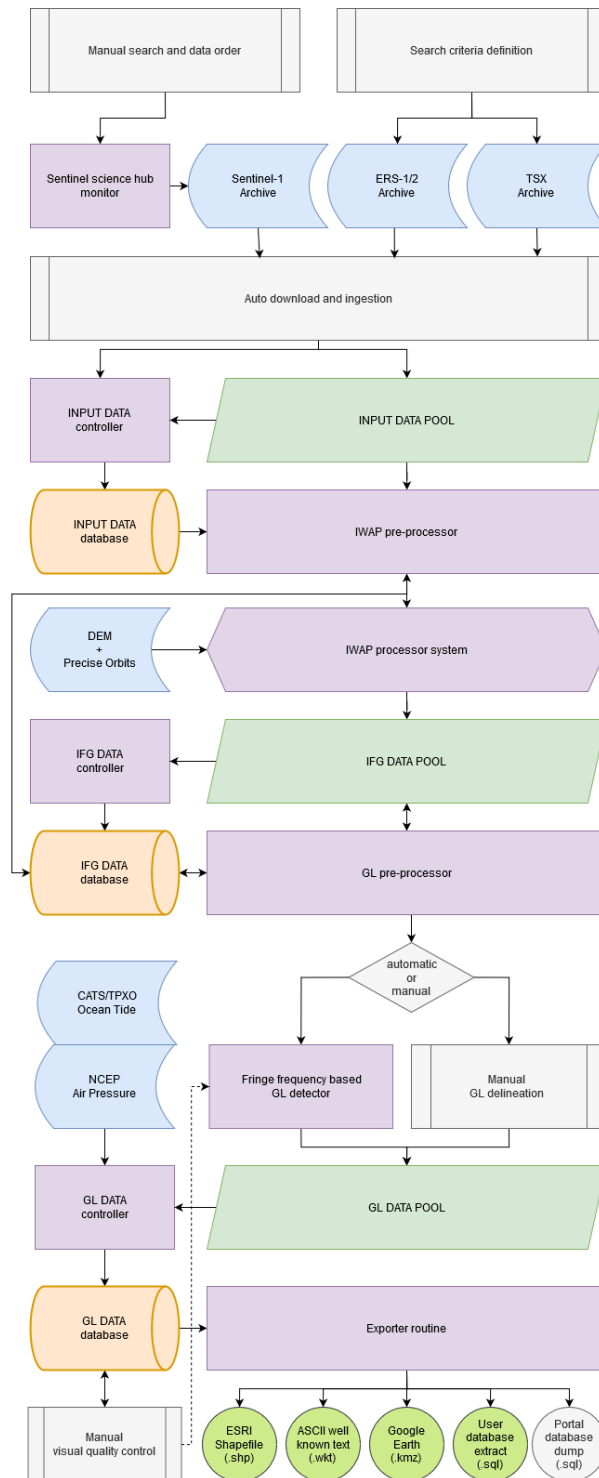 Manual search and data order
Search criteria definition
Sentinel science hub
monitor
Sentinel-1
Archive
ERS-1/2
Archive
TSX
Archive
Auto download and ingestion
INPUT DATA
controller
INPUT DATA POOL
INPUT DATA
database
IWAP pre-processor
DEM
+
Precise Orbits
IWAP processor system
IFG DATA
controller
IFG DATA POOL
IFG DATA
database
GL pre-processor
automatic
or
manual
CATS/TPXO
Ocean Tide
NCEP
Air Pressure
Fringe frequency based
GL detector
Manual
GL delineation
GL DATA
controller
GL DATA POOL
GL DATA
database
Exporter routine
Manual
visual quality control
ESRI
Shapefile
(.shp)
ASCII well
known text
(.wkt)
Google
Earth
(.kmz)
User
database
extract
(.sql)
Portal
database
dump
(.sql)